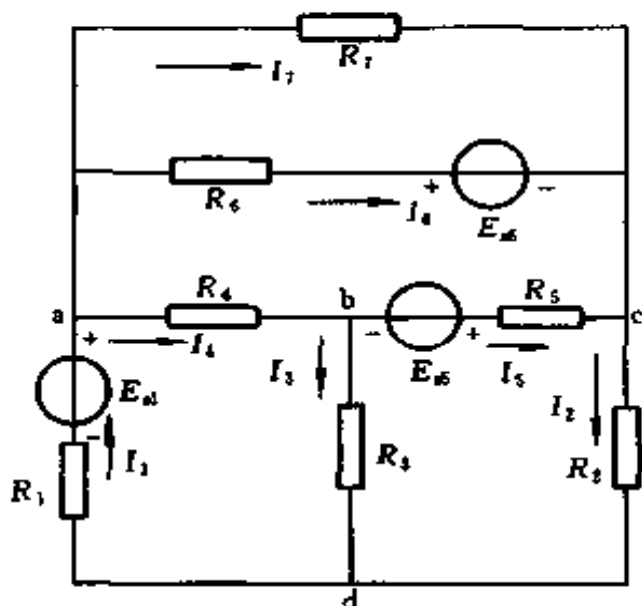 R₇
I₇
R₆
+ −
I₆
Eₛ₆
a
R₄
b
R₅
c
+
I₄
− +
Eₛ₅
I₅
I₃
I₂
Eₛ₁
−
I₁
R₁
R₃
R₂
d